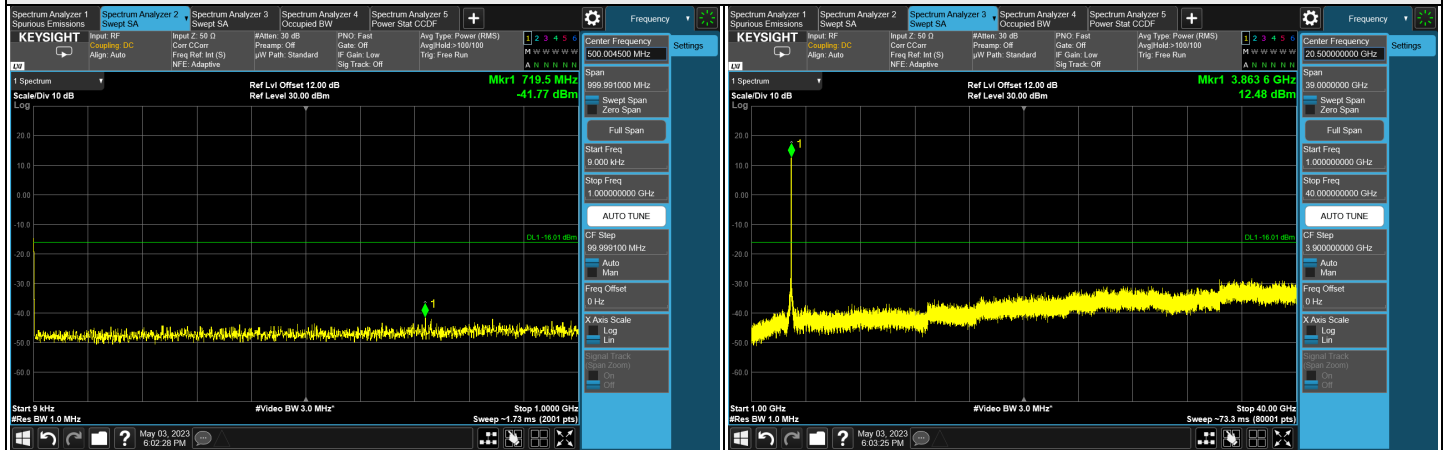 Spectrum Analyzer 1
Spurious Emissions
Spectrum Analyzer 2
Swept SA
Spectrum Analyzer 3
Swept SA
Spectrum Analyzer 4
Occupied BW
Spectrum Analyzer 5
Power Stat CCDF
Frequency
KEYSIGHT
LXI
Input: RF
Coupling: DC
Align: Auto
Input Z: 50 Ω
Corr CCorr
Freq Ref: Int (S)
NFE: Adaptive
#Atten: 30 dB
Preamp: Off
µW Path: Standard
PNO: Fast
Gate: Off
IF Gain: Low
Sig Track: Off
Avg Type: Power (RMS)
Avg|Hold:>100/100
Trig: Free Run
1 2 3 4 5 6
M W W W W W
A N N N N N
Center Frequency
500.004500 MHz
Settings
Span
999.991000 MHz
Swept Span
Zero Span
Full Span
Start Freq
9.000 kHz
Stop Freq
1.000000000 GHz
AUTO TUNE
CF Step
99.999100 MHz
Auto
Man
Freq Offset
0 Hz
X Axis Scale
Log
Lin
Signal Track
(Span Zoom)
On
Off
1 Spectrum
Scale/Div 10 dB
Log
Ref Lvl Offset 12.00 dB
Ref Level 30.00 dBm
Mkr1 719.5 MHz
-41.77 dBm
20.0
10.0
0.00
-10.0
-20.0
-30.0
-40.0
-50.0
-60.0
DL1 -16.01 dBm
1
Start 9 kHz
#Res BW 1.0 MHz
#Video BW 3.0 MHz*
Stop 1.0000 GHz
Sweep ~1.73 ms (2001 pts)
?
May 03, 2023
6:02:28 PM
Spectrum Analyzer 1
Spurious Emissions
Spectrum Analyzer 2
Swept SA
Spectrum Analyzer 3
Swept SA
Spectrum Analyzer 4
Occupied BW
Spectrum Analyzer 5
Power Stat CCDF
Frequency
KEYSIGHT
LXI
Input: RF
Coupling: DC
Align: Auto
Input Z: 50 Ω
Corr CCorr
Freq Ref: Int (S)
NFE: Adaptive
#Atten: 30 dB
Preamp: Off
µW Path: Standard
PNO: Fast
Gate: Off
IF Gain: Low
Sig Track: Off
Avg Type: Power (RMS)
Avg|Hold:>100/100
Trig: Free Run
1 2 3 4 5 6
M W W W W W
A N N N N N
Center Frequency
20.500000000 GHz
Settings
Span
39.0000000 GHz
Swept Span
Zero Span
Full Span
Start Freq
1.000000000 GHz
Stop Freq
40.000000000 GHz
AUTO TUNE
CF Step
3.900000000 GHz
Auto
Man
Freq Offset
0 Hz
X Axis Scale
Log
Lin
Signal Track
(Span Zoom)
On
Off
1 Spectrum
Scale/Div 10 dB
Log
Ref Lvl Offset 12.00 dB
Ref Level 30.00 dBm
Mkr1 3.863 6 GHz
12.48 dBm
20.0
10.0
0.00
-10.0
-20.0
-30.0
-40.0
-50.0
-60.0
DL1 -16.01 dBm
1
Start 1.00 GHz
#Res BW 1.0 MHz
#Video BW 3.0 MHz*
Stop 40.00 GHz
Sweep ~73.3 ms (80001 pts)
?
May 03, 2023
6:03:25 PM